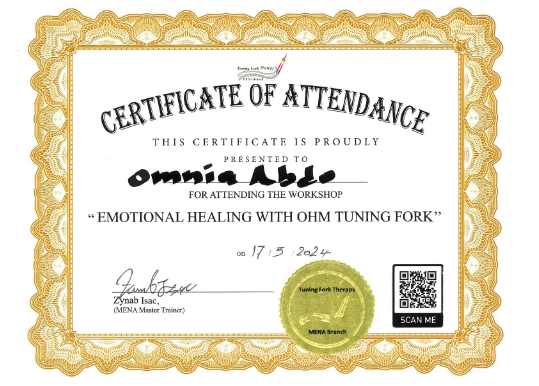 Tuning Fork Therapy
CERTIFICATE OF ATTENDANCE
THIS CERTIFICATE IS PROUDLY
PRESENTED TO
Omnia Abdo
FOR ATTENDING THE WORKSHOP
“ EMOTIONAL HEALING WITH OHM TUNING FORK”
on 17/5/2024
Zynab Isac
Zynab Isac,
(MENA Master Trainer)
Tuning Fork Therapy
MENA Branch
SCAN ME